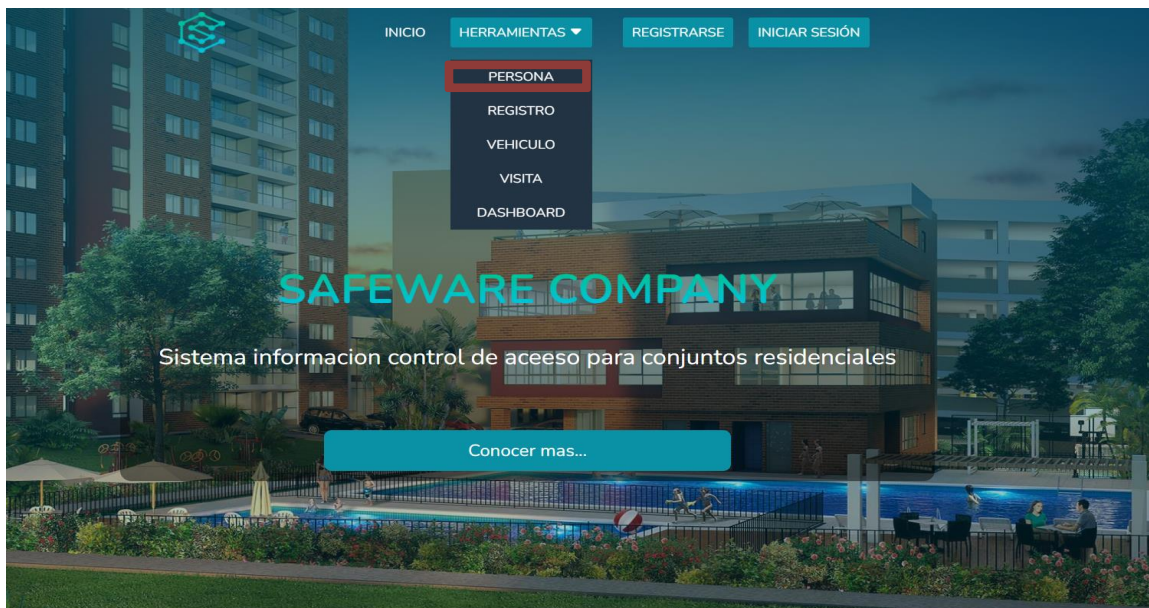 INICIO HERRAMIENTAS REGISTRARSE INICIAR SESIÓN
PERSONA
REGISTRO
VEHICULO
VISITA
DASHBOARD
SAFEWARE COMPANY
Sistema informacion control de aceeso para conjuntos residenciales
Conocer mas...